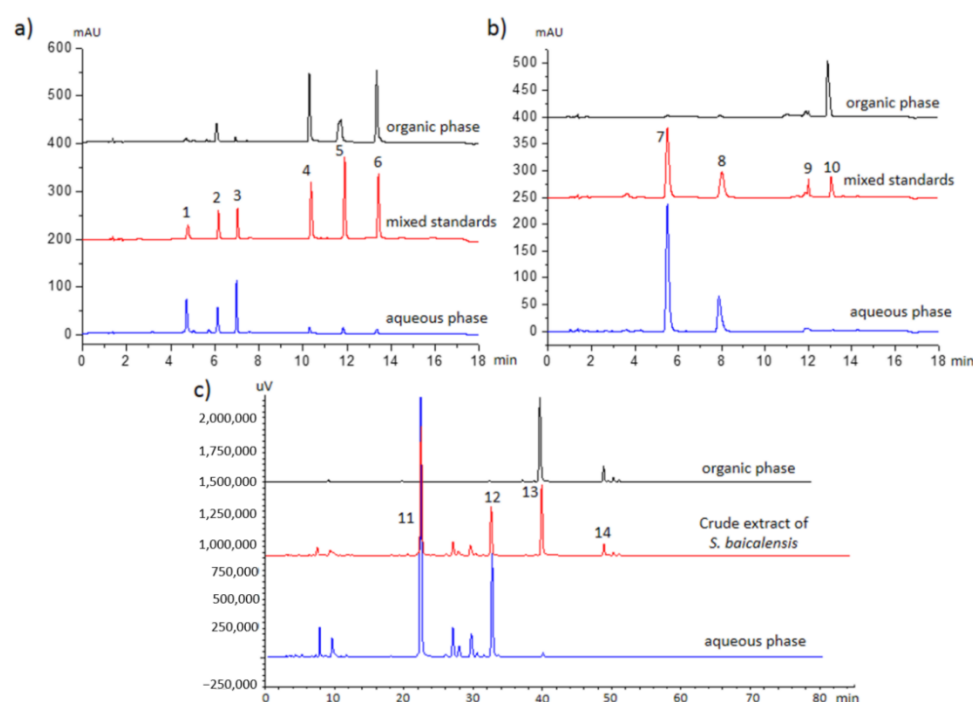 a)
mAU
600
500
400
300
200
100
0
organic phase
mixed standards
aqueous phase
1
2
3
4
5
6
0 2 4 6 8 10 12 14 16 18 min
b)
mAU
500
450
400
350
300
250
200
150
100
50
0
organic phase
mixed standards
aqueous phase
7
8
9
10
0 2 4 6 8 10 12 14 16 18 min
c)
uV
2,000,000
1,750,000
1,500,000
1,250,000
1,000,000
750,000
500,000
250,000
0
−250,000
organic phase
Crude extract of
S. baicalensis
aqueous phase
11
12
13
14
0 10 20 30 40 50 60 70 80 min